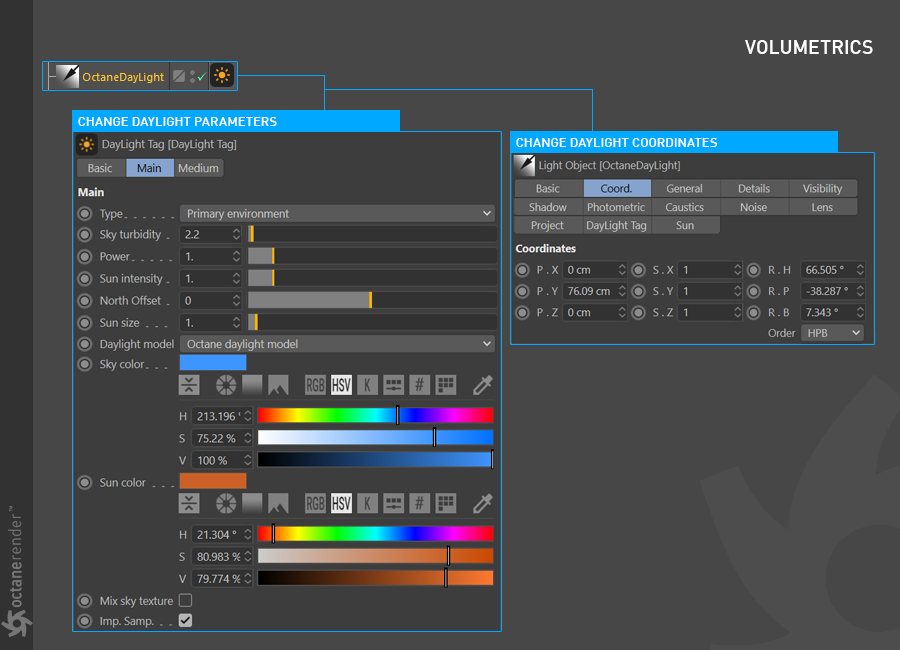 VOLUMETRICS
OctaneDayLight
CHANGE DAYLIGHT PARAMETERS
DayLight Tag [DayLight Tag]
Basic Main Medium
Main
Type. . . . . . Primary environment
Sky turbidity . 2.2
Power. . . . . 1.
Sun intensity . 1.
North Offset . 0
Sun size . . . 1.
Daylight model Octane daylight model
Sky color. . .
RGB HSV K #
H 213.196 °
S 75.22 %
V 100 %
Sun color . . .
RGB HSV K #
H 21.304 °
S 80.983 %
V 79.774 %
Mix sky texture
Imp. Samp. . .
CHANGE DAYLIGHT COORDINATES
Light Object [OctaneDayLight]
Basic Coord. General Details Visibility
Shadow Photometric Caustics Noise Lens
Project DayLight Tag Sun
Coordinates
P . X 0 cm S . X 1 R . H 66.505 °
P . Y 76.09 cm S . Y 1 R . P -38.287 °
P . Z 0 cm S . Z 1 R . B 7.343 °
Order HPB
octanerender™